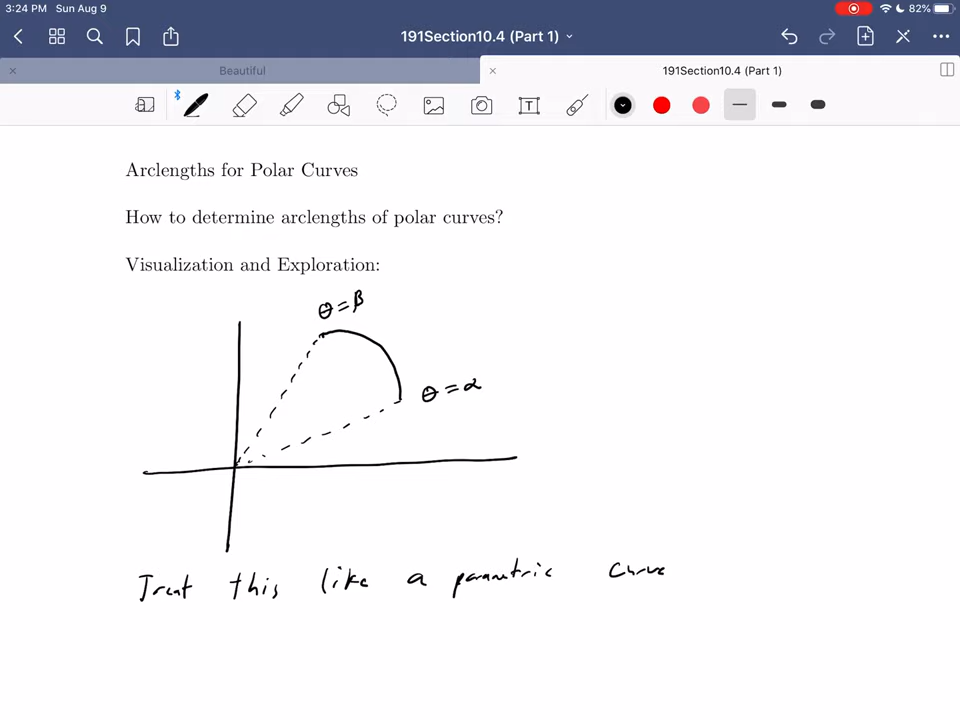 3:24 PM Sun Aug 9 82%
191Section10.4 (Part 1)
Beautiful 191Section10.4 (Part 1)
T
Arclengths for Polar Curves
How to determine arclengths of polar curves?
Visualization and Exploration:
θ=β
θ=α
Treat this like a parametric curve